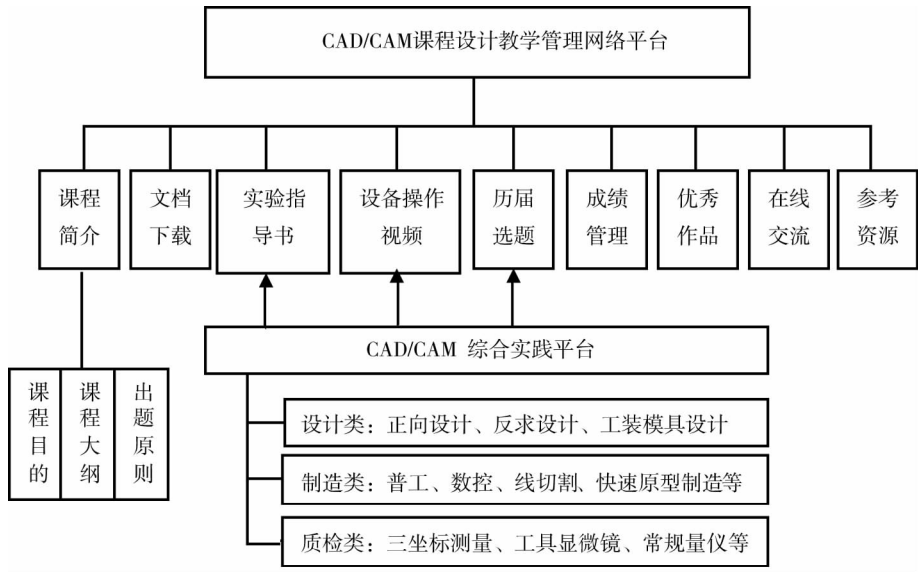 CAD/CAM课程设计教学管理网络平台
课程
简介
文档
下载
实验指
导书
设备操作
视频
历届
选题
成绩
管理
优秀
作品
在线
交流
参考
资源
CAD/CAM 综合实践平台
课程目的
课程大纲
出题原则
设计类：正向设计、反求设计、工装模具设计
制造类：普工、数控、线切割、快速原型制造等
质检类：三坐标测量、工具显微镜、常规量仪等